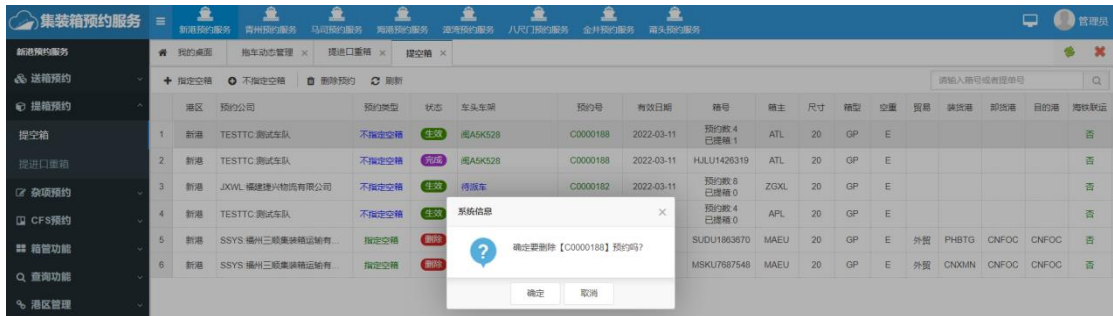 集装箱预约服务
新港预约服务 青州预约服务 马司预约服务 海港预约服务 八尺门预约服务 金井预约服务 霞头预约服务
管理员
新港预约服务
我的桌面 拖车动态管理 × 提进口重箱 × 提空箱 ×
送箱预约
提箱预约
提空箱
提进口重箱
杂项预约
CFS预约
箱管功能
查询功能
港区管理
+ 指定空箱 不指定空箱 删除预约 刷新
请输入箱号或者提单号
港区 预约公司 预约类型 状态 车头车架 预约号 有效日期 箱号 箱主 尺寸 箱型 空重 贸易 装货港 卸货港 目的港 海铁联运
1 新港 TESTTC:测试车队 不指定空箱 生效 闽A5K528 C0000188 2022-03-11 预约数:4 ATL 20 GP E 否
已提箱:1
2 新港 TESTTC:测试车队 不指定空箱 完成 闽A5K528 C0000188 2022-03-11 HJLU1426319 ATL 20 GP E 否
3 新港 JXWL:福建捷兴物流有限公司 不指定空箱 生效 待派车 C0000182 2022-03-11 预约数:8 ZGXL 20 GP E 否
已提箱:0
4 新港 TESTTC:测试车队 不指定空箱 生效 预约数:4 APL 20 GP E 否
已提箱:0
5 新港 SSYS:福州三顺集装箱运输有... 指定空箱 删除 SUDU1863670 MAEU 20 GP E 外贸 PHBTG CNFOC CNFOC 否
6 新港 SSYS:福州三顺集装箱运输有... 指定空箱 删除 MSKU7687548 MAEU 20 GP E 外贸 CNXMN CNFOC CNFOC 否
系统信息 ×
确定要删除【C0000188】预约吗?
确定 取消